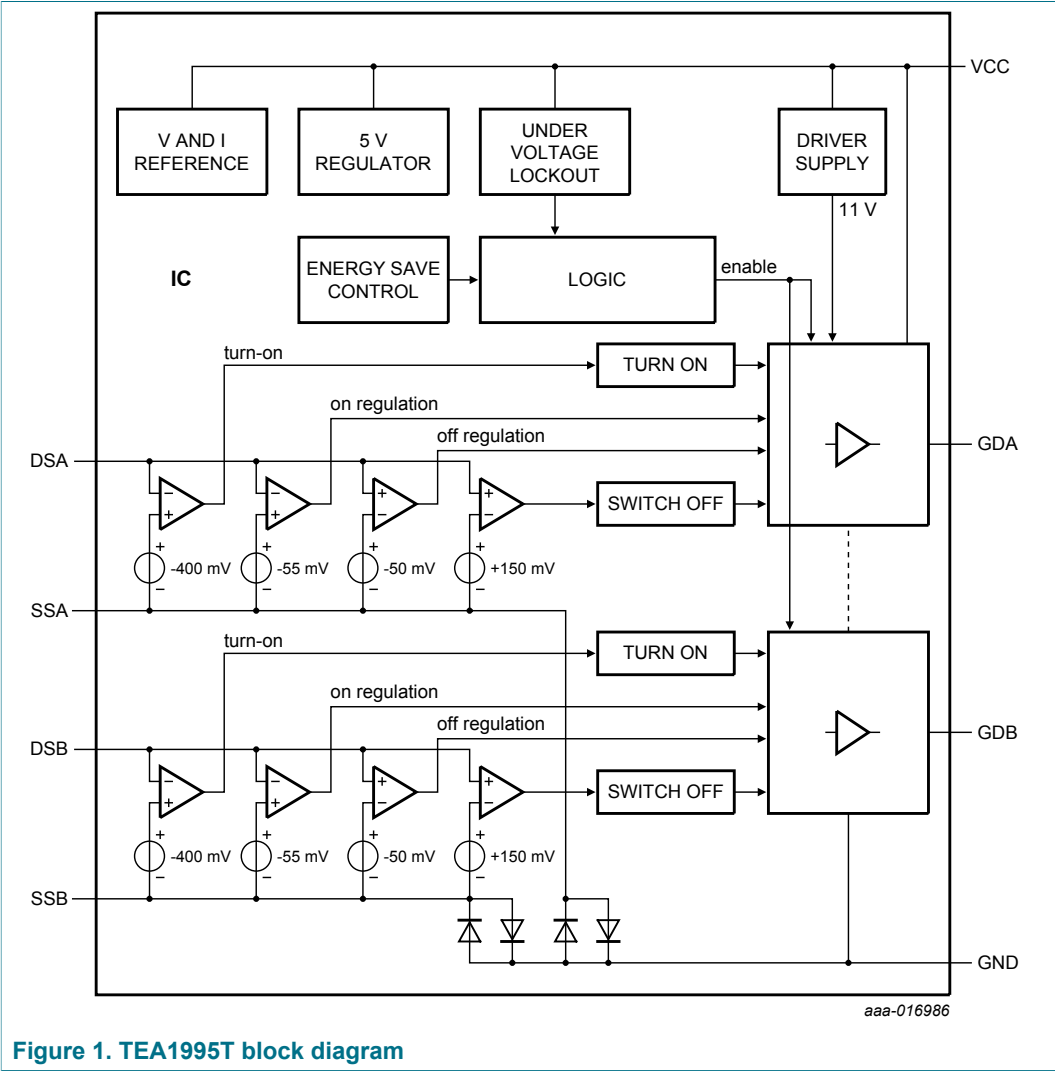 VCC
V AND I
REFERENCE
5 V
REGULATOR
UNDER
VOLTAGE
LOCKOUT
DRIVER
SUPPLY
11 V
IC
ENERGY SAVE
CONTROL
LOGIC
enable
turn-on
TURN ON
on regulation
off regulation
DSA
GDA
− − + +
+ + − −
SWITCH OFF
+ + + +
-400 mV -55 mV -50 mV +150 mV
− − − −
SSA
turn-on
TURN ON
on regulation
off regulation
DSB
GDB
− − + +
+ + − −
SWITCH OFF
+ + + +
-400 mV -55 mV -50 mV +150 mV
− − − −
SSB
GND
aaa-016986
Figure 1. TEA1995T block diagram